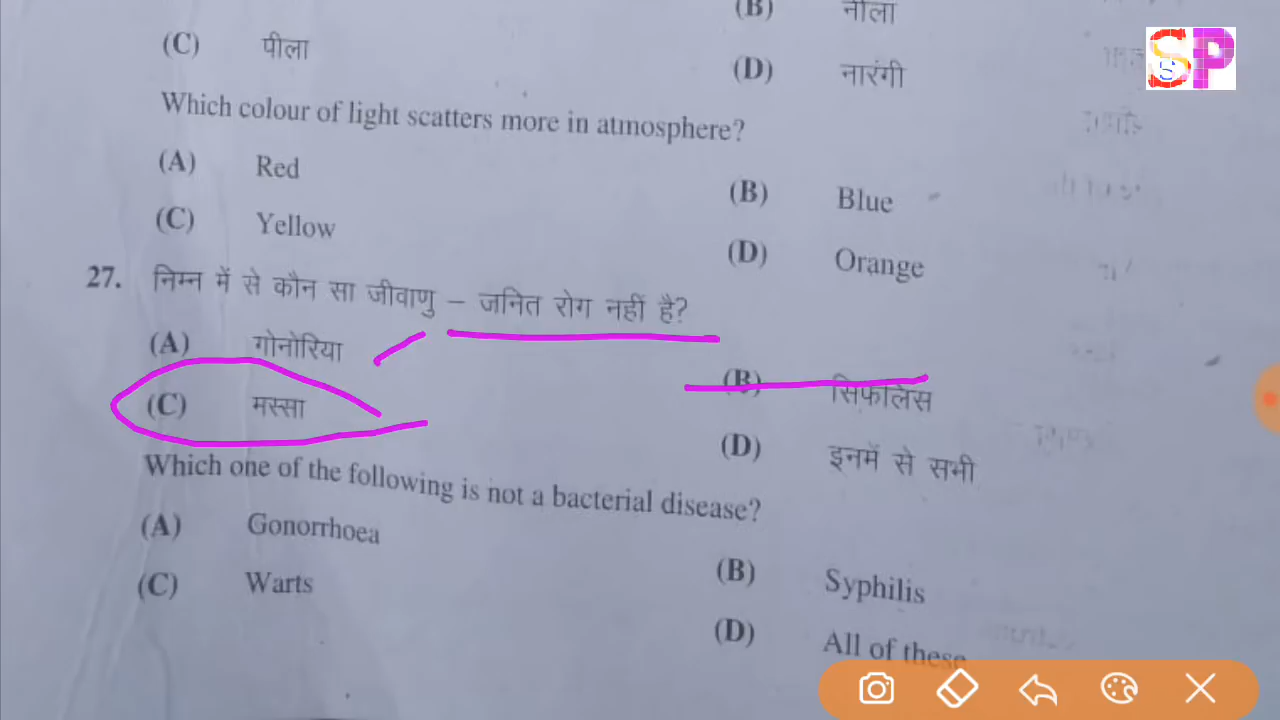 (B) नीला
(C) पीला
(D) नारंगी
Which colour of light scatters more in atmosphere?
(A) Red
(B) Blue
(C) Yellow
(D) Orange
27. निम्न में से कौन सा जीवाणु – जनित रोग नहीं है?
(A) गोनोरिया
(B) सिफलिस
(C) मस्सा
(D) इनमें से सभी
Which one of the following is not a bacterial disease?
(A) Gonorrhoea
(B) Syphilis
(C) Warts
(D) All of these
SP
S